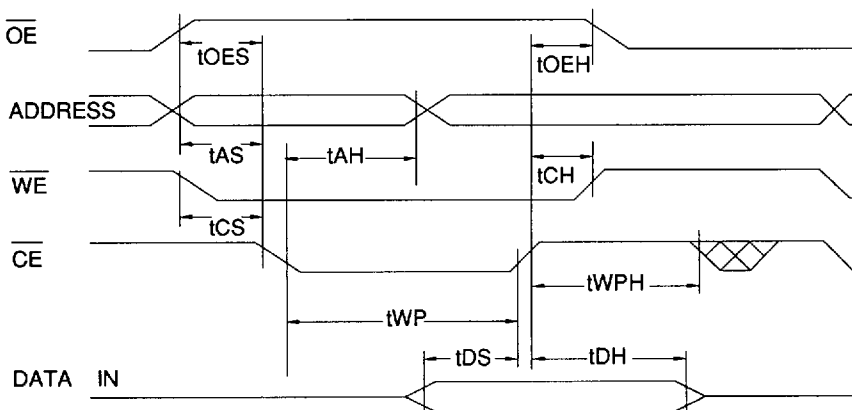 OE
tOES
tOEH
ADDRESS
tAS
tAH
WE
tCH
tCS
CE
tWPH
tWP
tDS
tDH
DATA IN